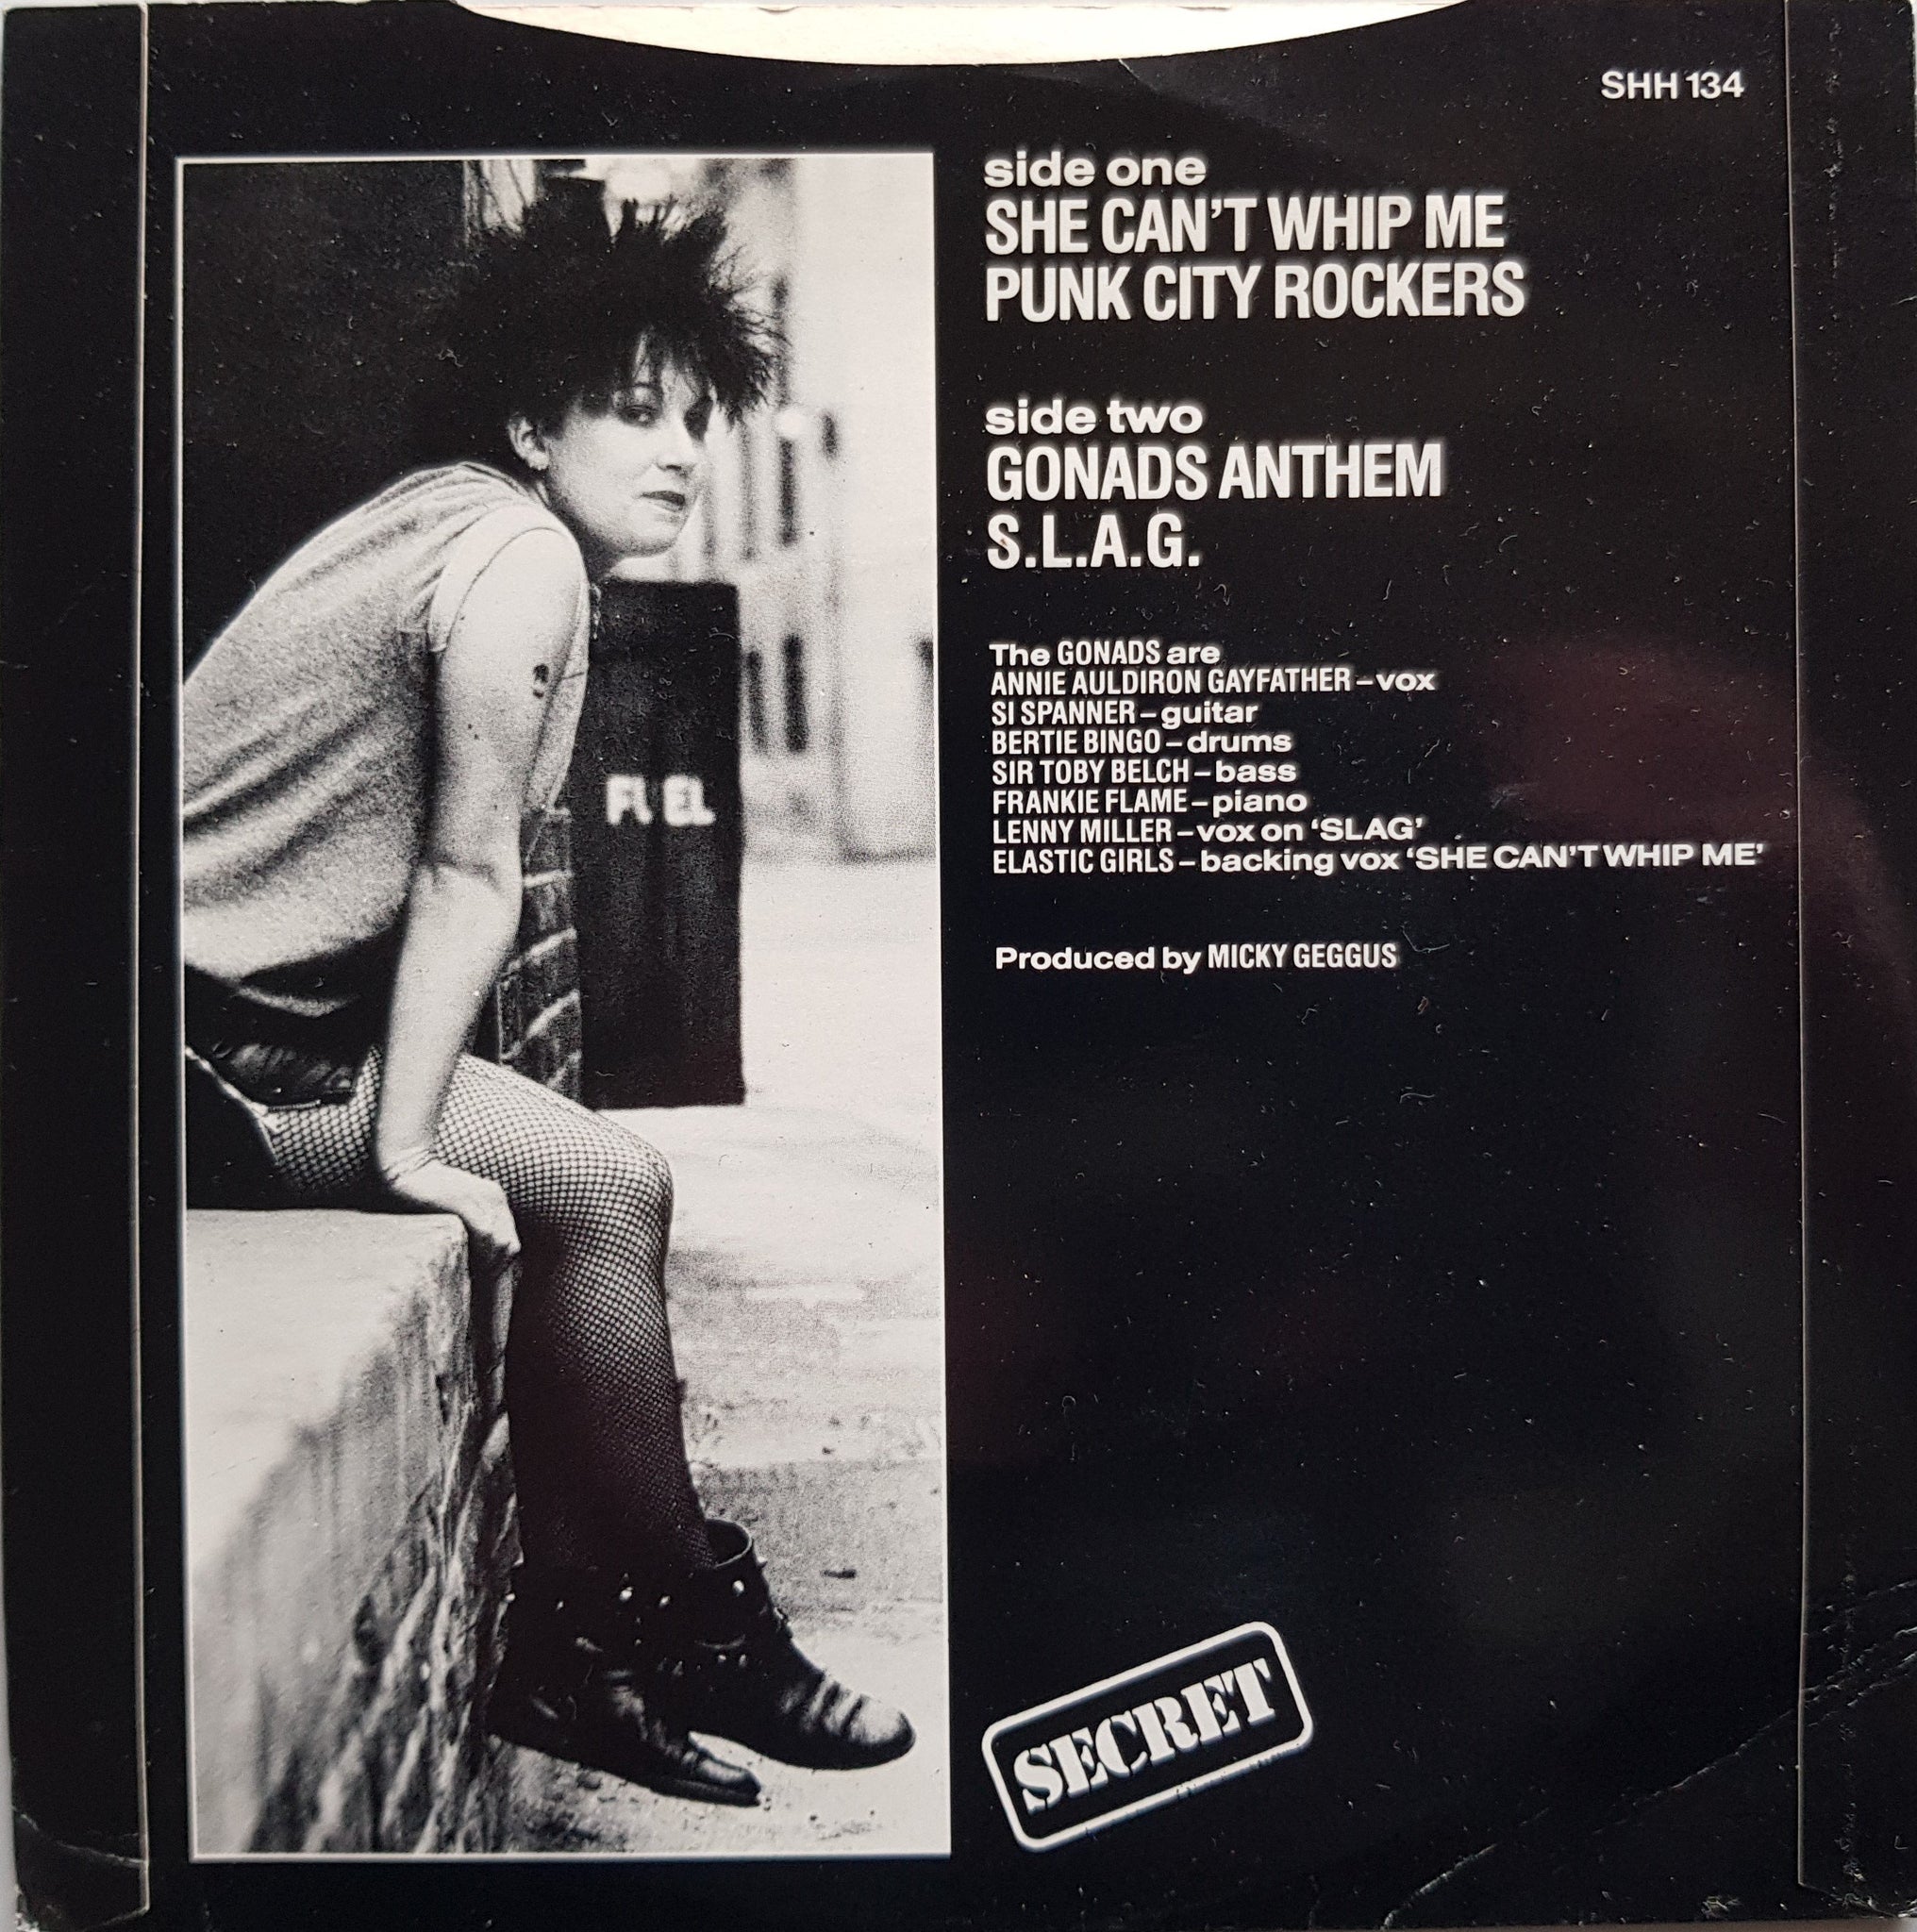 SHH 134
side one
SHE CAN'T WHIP ME
PUNK CITY ROCKERS
side two
GONADS ANTHEM
S.L.A.G.
The GONADS are
ANNIE AULDIRON GAYFATHER – vox
SI SPANNER – guitar
BERTIE BINGO – drums
SIR TOBY BELCH – bass
FRANKIE FLAME – piano
LENNY MILLER – vox on ‘SLAG’
ELASTIC GIRLS – backing vox ‘SHE CAN'T WHIP ME’
Produced by MICKY GEGGUS
FUEL
SECRET